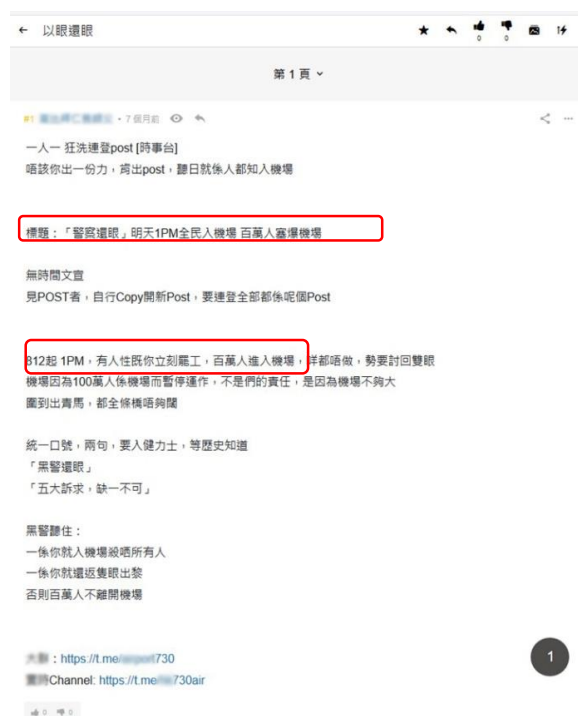 以眼還眼
0 0
第 1 頁
#1 • 7 個月前
一人一 狂洗連登post [時事台]
唔該你出一份力，肯出post，聽日就係人都知入機場
標題：「警察還眼」明天1PM全民入機場 百萬人塞爆機場
無時間文宣
見POST者，自行Copy開新Post，要連登全部都係呢個Post
812起 1PM，有人性既你立刻罷工，百萬人進入機場，咩都唔做，勢要討回雙眼
機場因為100萬人係機場而暫停運作，不是們的責任，是因為機場不夠大
圍到出青馬，都全條橋唔夠闊
統一口號，兩句，要入健力士，等歷史知道
「黑警還眼」
「五大訴求，缺一不可」
黑警聽住：
一係你就入機場殺晒所有人
一係你就還返隻眼出黎
否則百萬人不離開機場
: https://t.me/ 730
Channel: https://t.me/ 730air
1
0 0